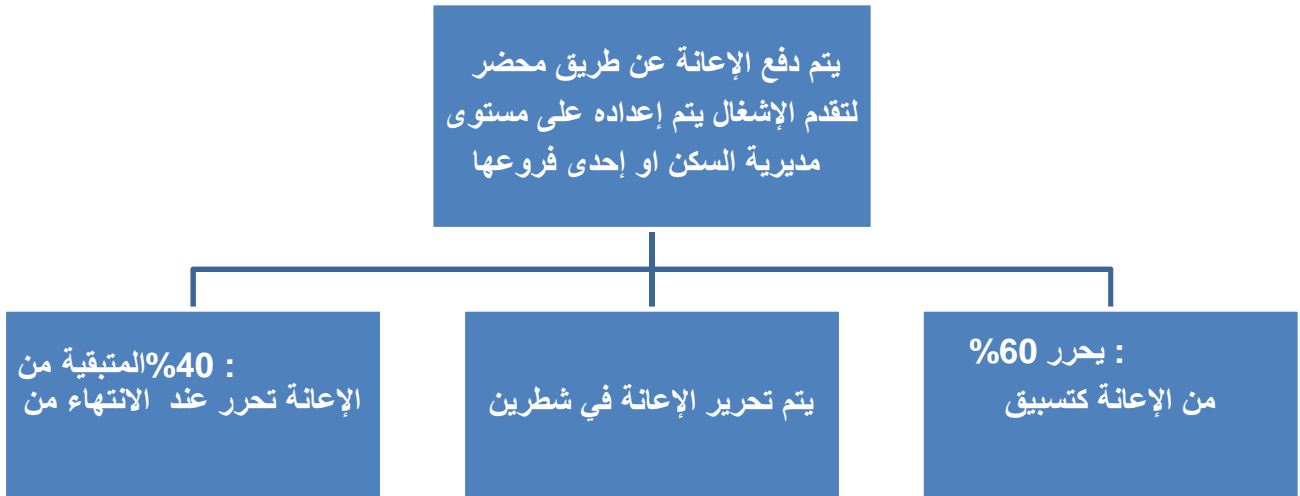 يتم دفع الإعانة عن طريق محضر
لتقدم الإشغال يتم إعداده على مستوى
مديرية السكن او إحدى فروعها
: يحرر 60%
من الإعانة كتسبيق
يتم تحرير الإعانة في شطرين
: 40%المتبقية من
الإعانة تحرر عند الانتهاء من